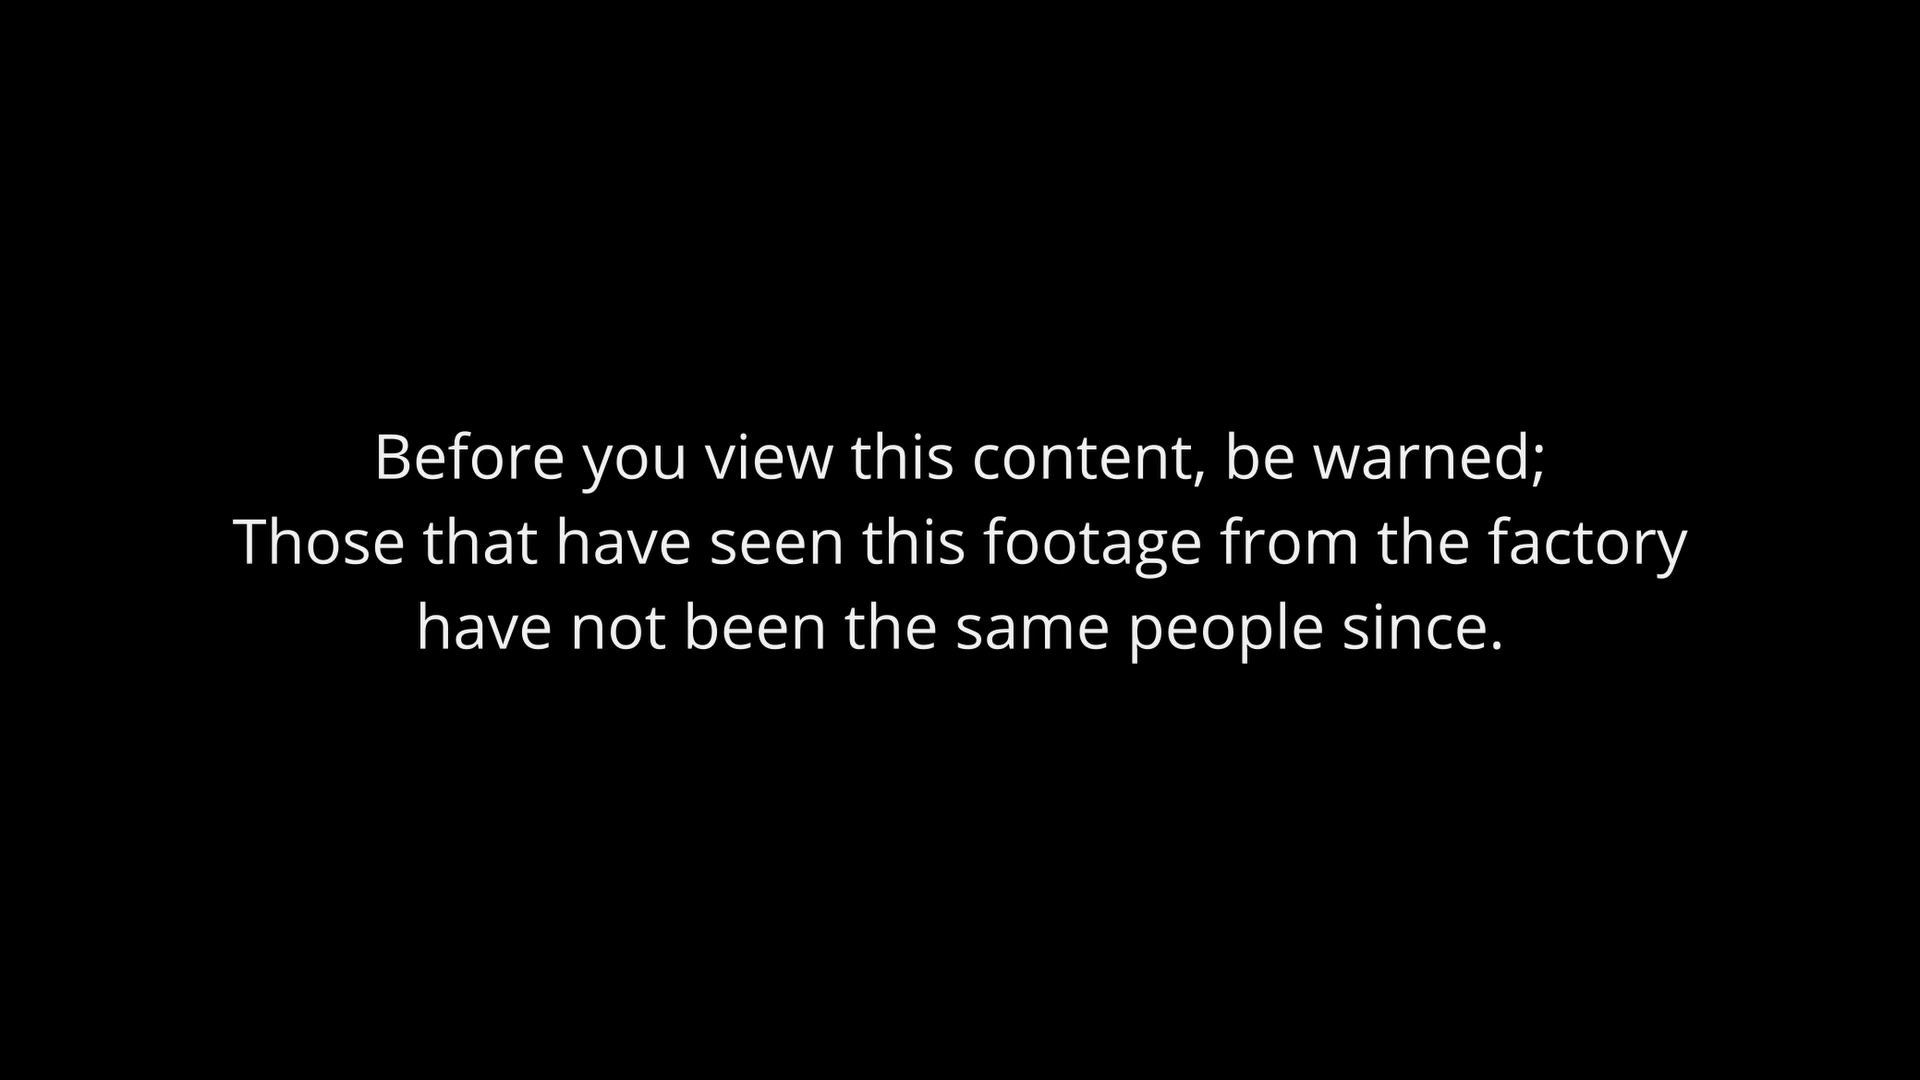 Before you view this content, be warned;
Those that have seen this footage from the factory
have not been the same people since.